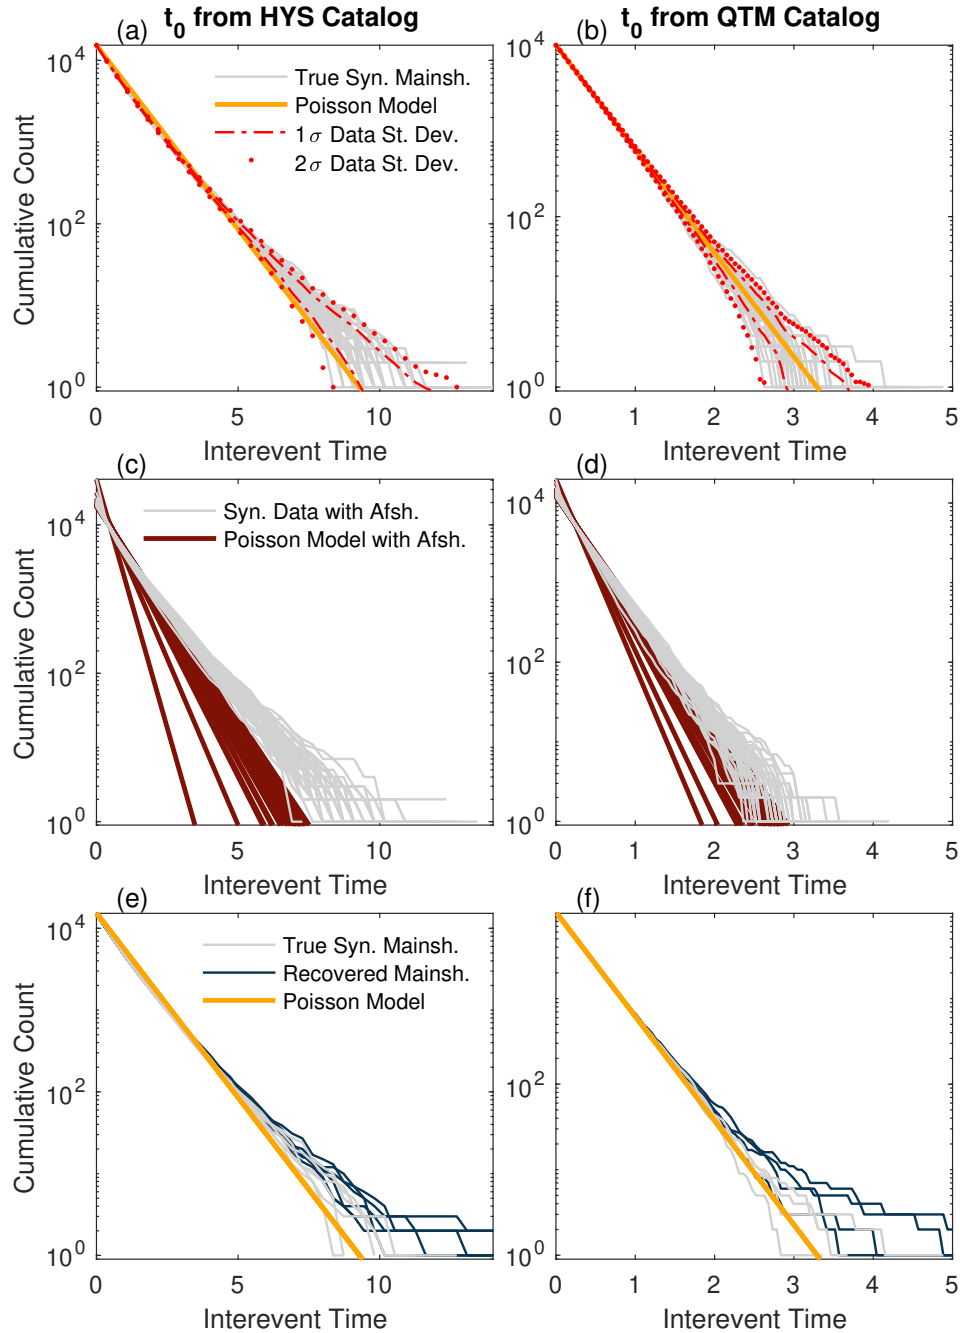 t0 from HYS Catalog
t0 from QTM Catalog
(a)
(b)
10^4
10^2
10^0
Cumulative Count
True Syn. Mainsh.
Poisson Model
1σ Data St. Dev.
2σ Data St. Dev.
0 5 10
Interevent Time
10^4
10^2
10^0
0 1 2 3 4 5
Interevent Time
(c)
(d)
10^4
10^2
10^0
Cumulative Count
Syn. Data with Afsh.
Poisson Model with Afsh.
0 5 10
Interevent Time
10^4
10^2
10^0
0 1 2 3 4 5
Interevent Time
(e)
(f)
10^4
10^2
10^0
Cumulative Count
True Syn. Mainsh.
Recovered Mainsh.
Poisson Model
0 5 10
Interevent Time
10^2
10^0
0 1 2 3 4 5
Interevent Time